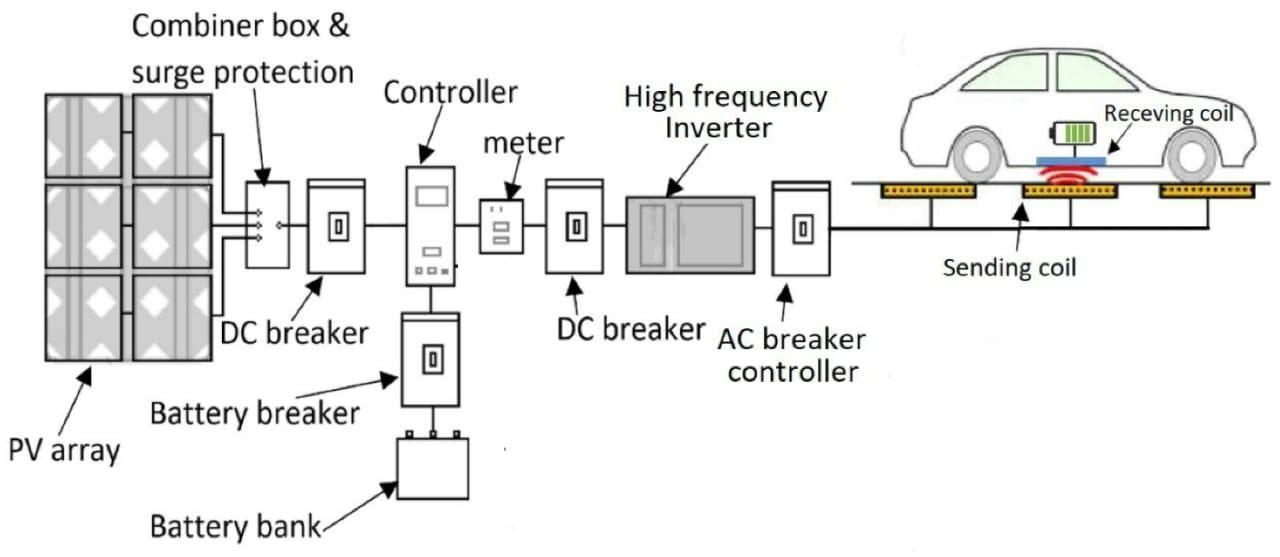 Combiner box &
surge protection
Controller
meter
High frequency
Inverter
Receving coil
Sending coil
DC breaker
DC breaker
AC breaker
controller
Battery breaker
PV array
Battery bank